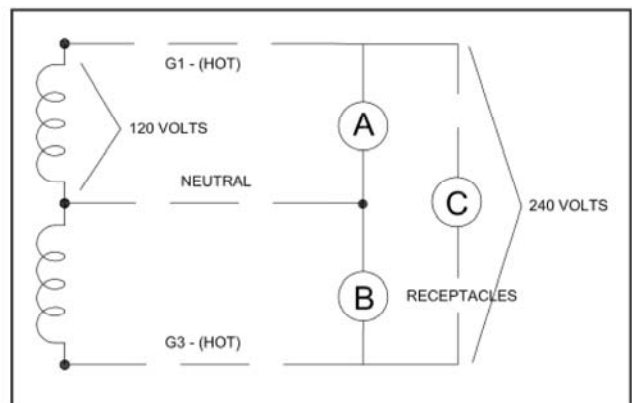 G1 - (HOT)
120 VOLTS
A
NEUTRAL
C
240 VOLTS
B
RECEPTACLES
G3 - (HOT)